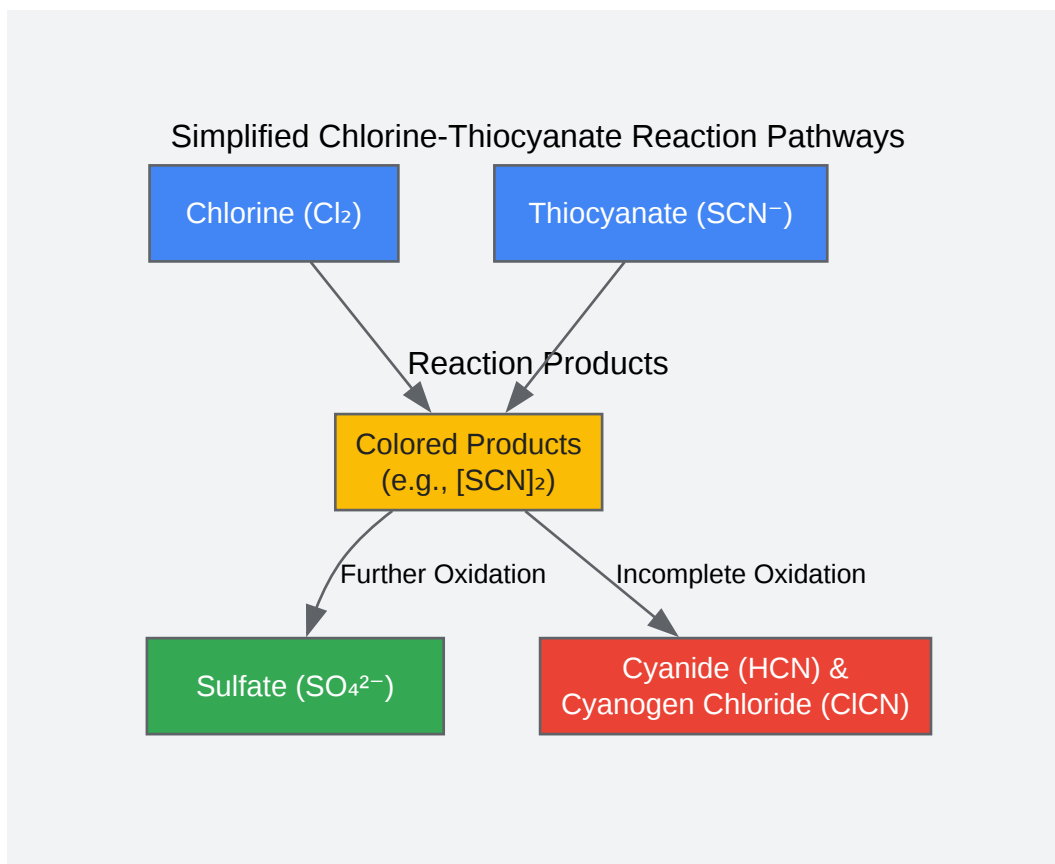 Simplified Chlorine-Thiocyanate Reaction Pathways
Chlorine (Cl₂)
Thiocyanate (SCN⁻)
Reaction Products
Colored Products
(e.g., [SCN]₂)
Further Oxidation
Incomplete Oxidation
Sulfate (SO₄²⁻)
Cyanide (HCN) &
Cyanogen Chloride (ClCN)